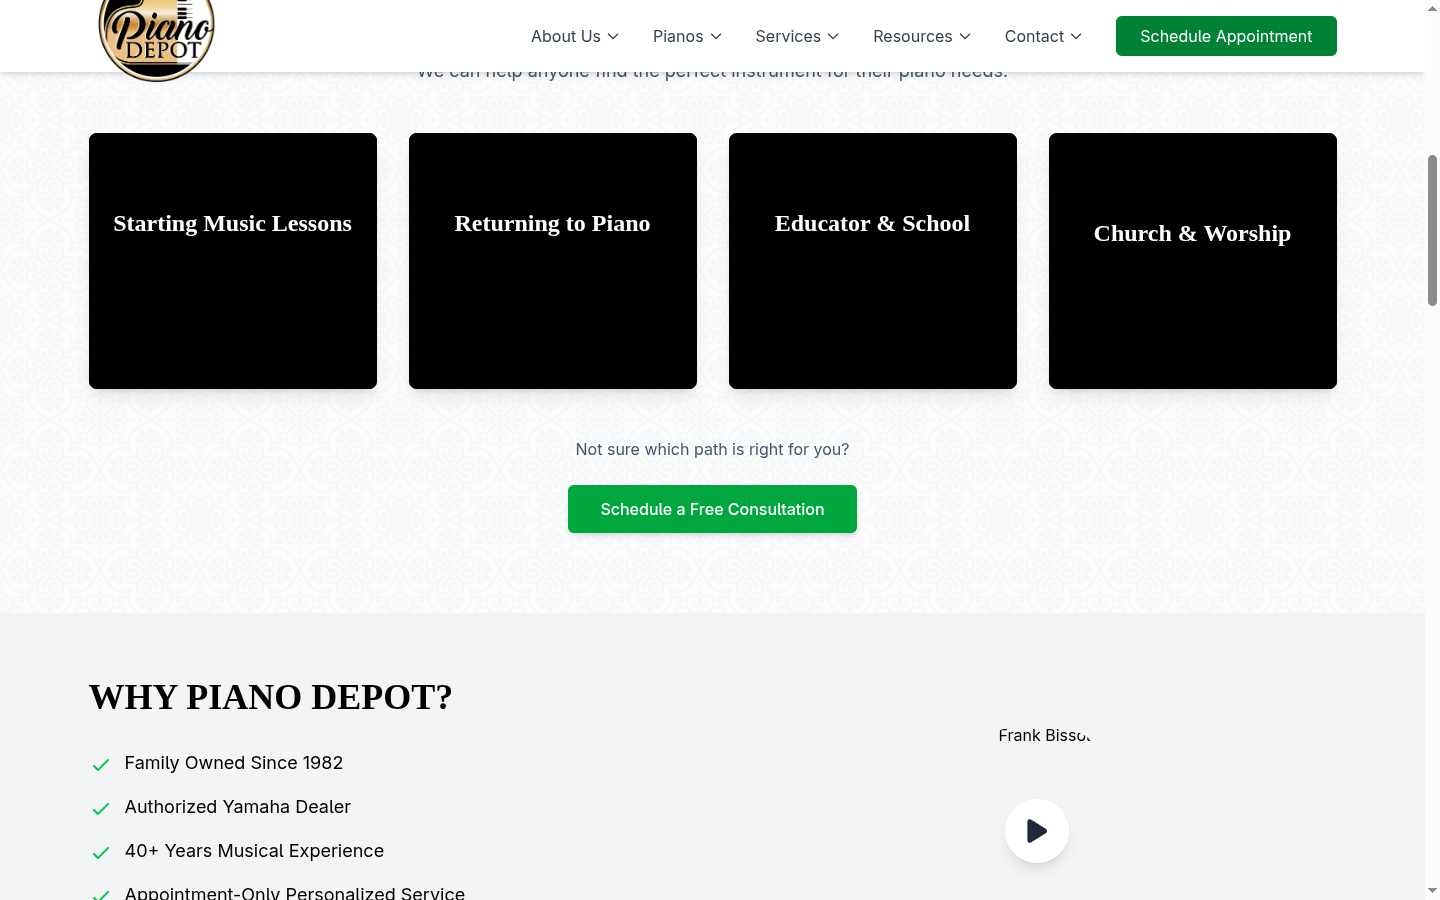 Piano
DEPOT
About Us
Pianos
Services
Resources
Contact
Schedule Appointment
We can help anyone find the perfect instrument for their piano needs.
Starting Music Lessons
Returning to Piano
Educator & School
Church & Worship
Not sure which path is right for you?
Schedule a Free Consultation
WHY PIANO DEPOT?
Frank Bisso
Family Owned Since 1982
Authorized Yamaha Dealer
40+ Years Musical Experience
Appointment-Only Personalized Service